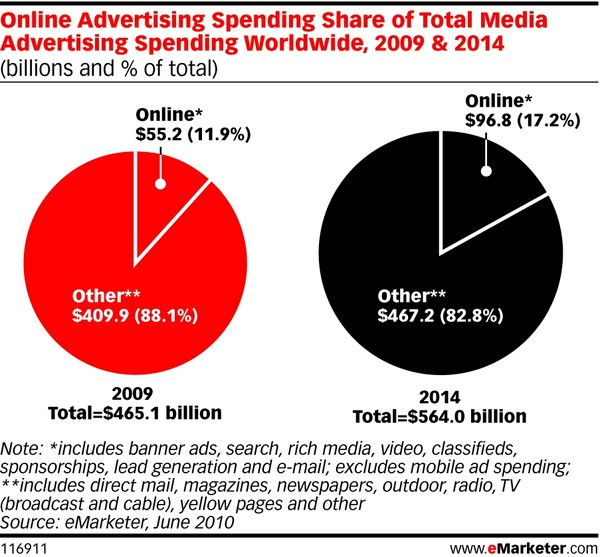 Online Advertising Spending Share of Total Media
Advertising Spending Worldwide, 2009 & 2014
(billions and % of total)
Online*
$55.2 (11.9%)
Other**
$409.9 (88.1%)
2009
Total=$465.1 billion
Online*
$96.8 (17.2%)
Other**
$467.2 (82.8%)
2014
Total=$564.0 billion
Note: *includes banner ads, search, rich media, video, classifieds,
sponsorships, lead generation and e-mail; excludes mobile ad spending;
**includes direct mail, magazines, newspapers, outdoor, radio, TV
(broadcast and cable), yellow pages and other
Source: eMarketer, June 2010
116911
www.eMarketer.com